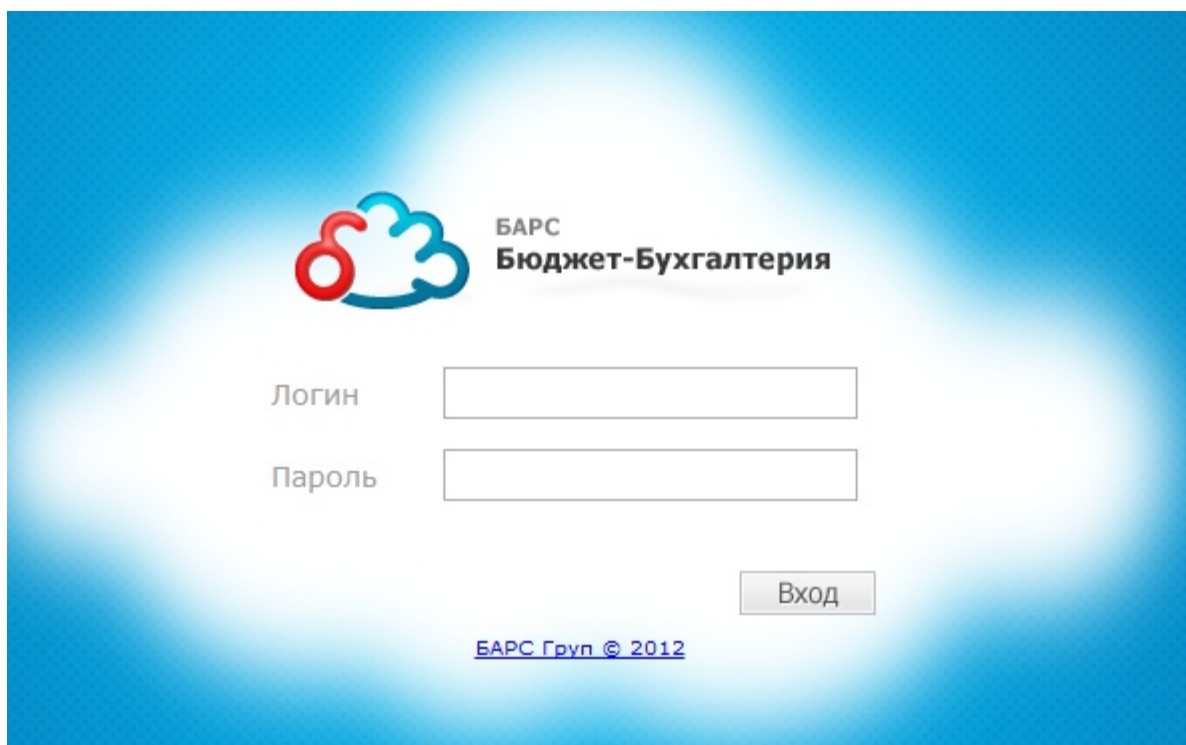 БАРС
Бюджет-Бухгалтерия
Логин
Пароль
Вход
БАРС Груп © 2012